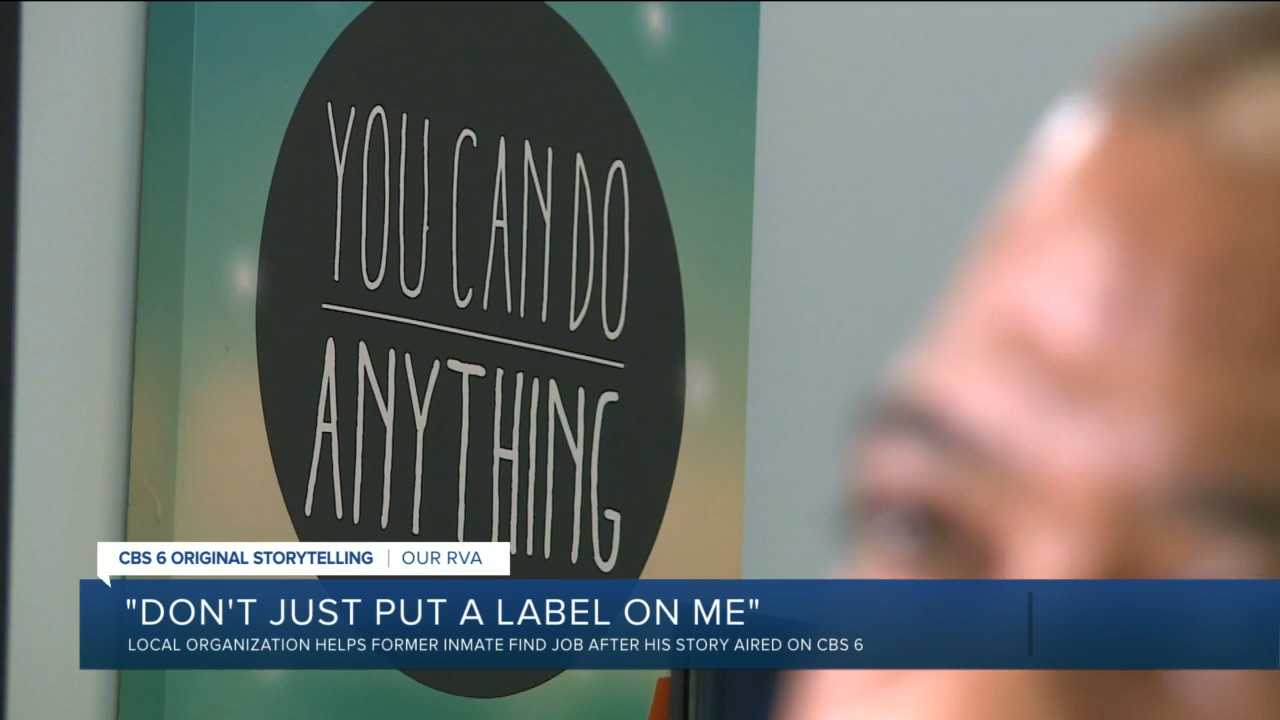 YOU CAN DO
ANYTHING
CBS 6 ORIGINAL STORYTELLING | OUR RVA
"DON'T JUST PUT A LABEL ON ME"
LOCAL ORGANIZATION HELPS FORMER INMATE FIND JOB AFTER HIS STORY AIRED ON CBS 6